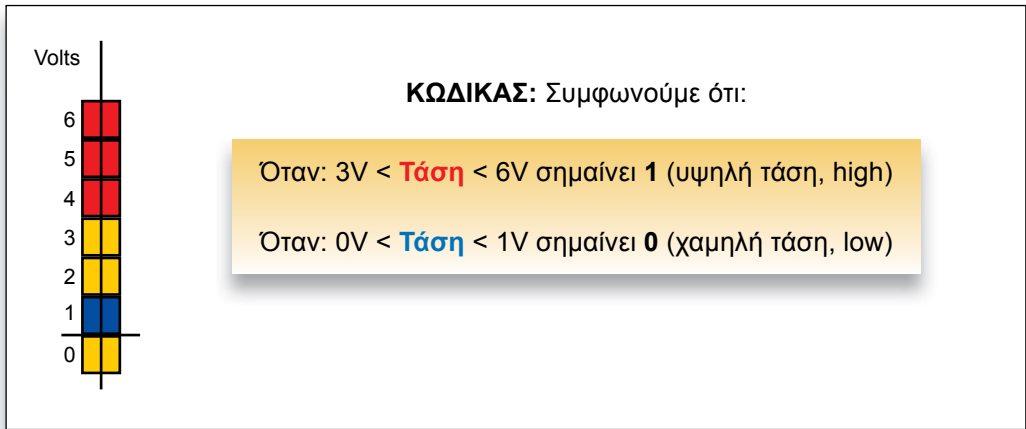 Volts
6
5
4
3
2
1
0
ΚΩΔΙΚΑΣ: Συμφωνούμε ότι:
Όταν: 3V < Τάση < 6V σημαίνει 1 (υψηλή τάση, high)
Όταν: 0V < Τάση < 1V σημαίνει 0 (χαμηλή τάση, low)